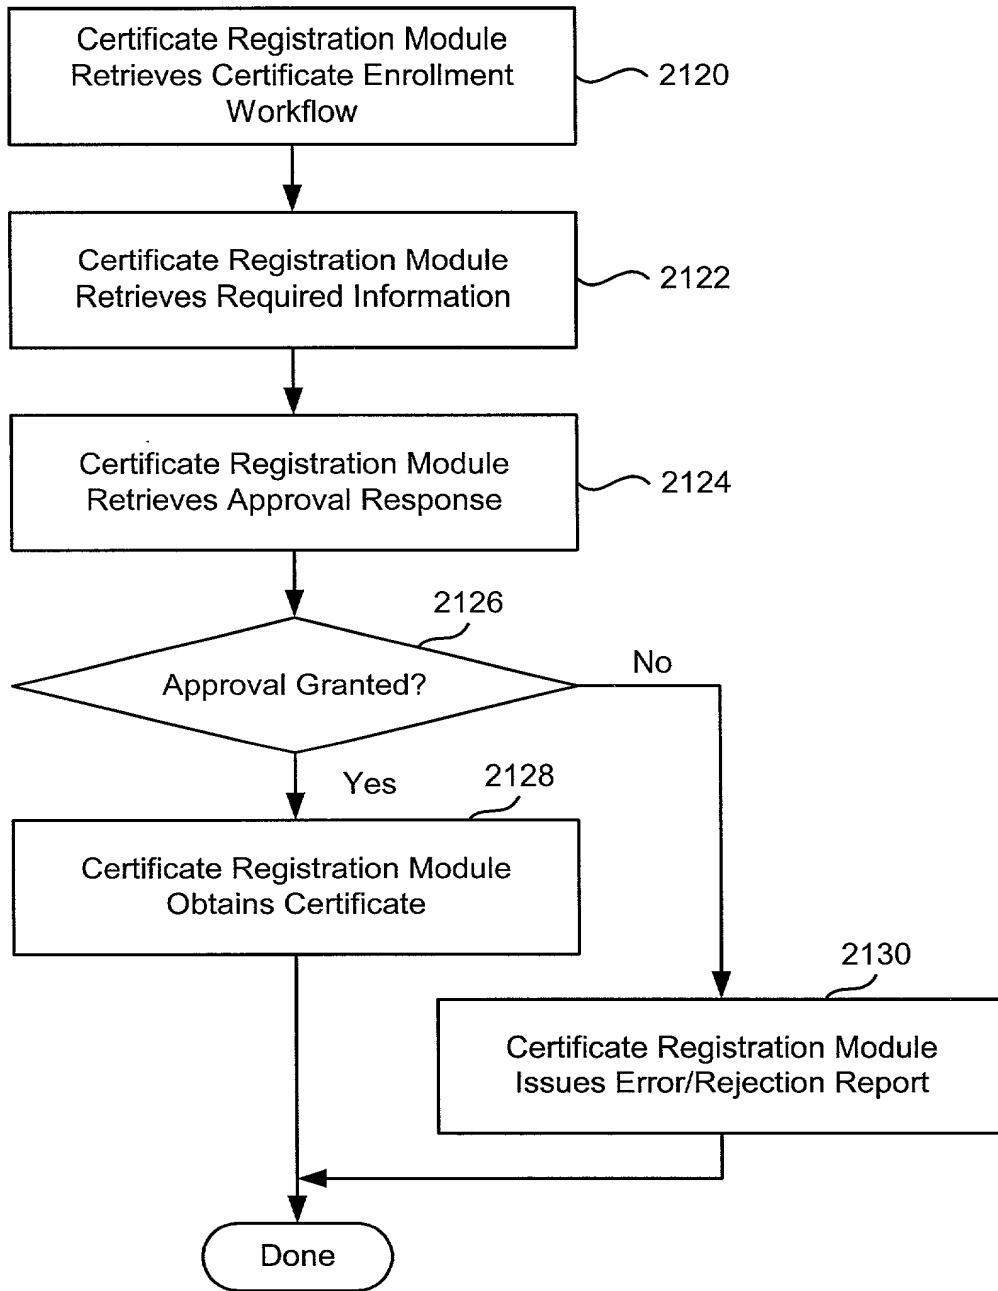 Certificate Registration Module
Retrieves Certificate Enrollment
Workflow
2120
Certificate Registration Module
Retrieves Required Information
2122
Certificate Registration Module
Retrieves Approval Response
2124
2126
Approval Granted?
No
Yes
2128
Certificate Registration Module
Obtains Certificate
2130
Certificate Registration Module
Issues Error/Rejection Report
Done